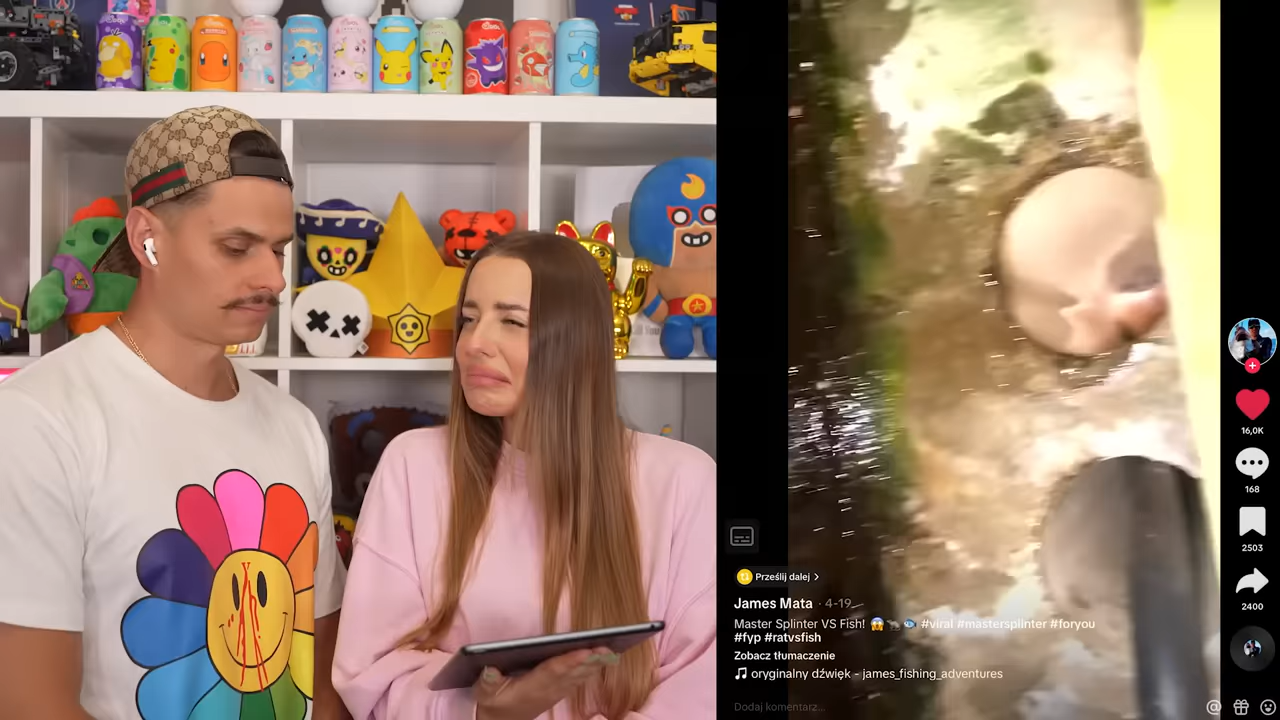 Prześlij dalej >
James Mata · 4-19
Master Splinter VS Fish! 😱🐀🐟 #viral #mastersplinter #foryou
#fyp #ratvsfish
Zobacz tłumaczenie
oryginalny dźwięk - james_fishing_adventures
Dodaj komentarz...
16,0K
168
2503
2400